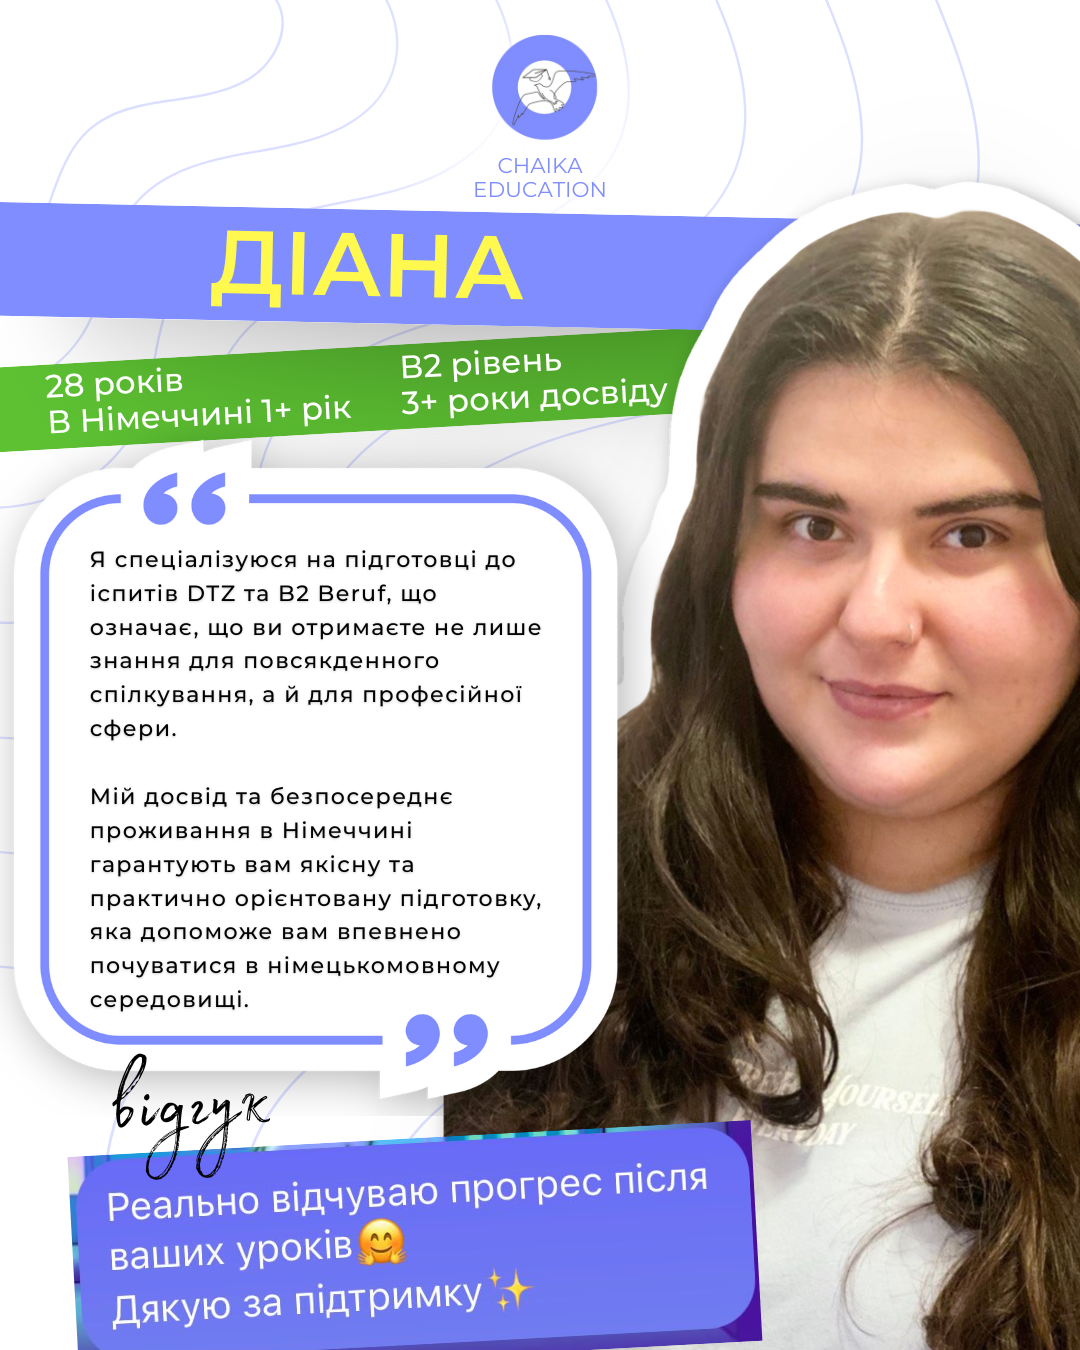 CHAIKA
EDUCATION
ДІАНА
28 років
В Німеччині 1+ рік
B2 рівень
3+ роки досвіду
Я спеціалізуюся на підготовці до
іспитів DTZ та B2 Beruf, що
означає, що ви отримаєте не лише
знання для повсякденного
спілкування, а й для професійної
сфери.
Мій досвід та безпосереднє
проживання в Німеччині
гарантують вам якісну та
практично орієнтовану підготовку,
яка допоможе вам впевнено
почуватися в німецькомовному
середовищі.
YOURSELF
відгук
Реально відчуваю прогрес після
ваших уроків🤗
Дякую за підтримку✨